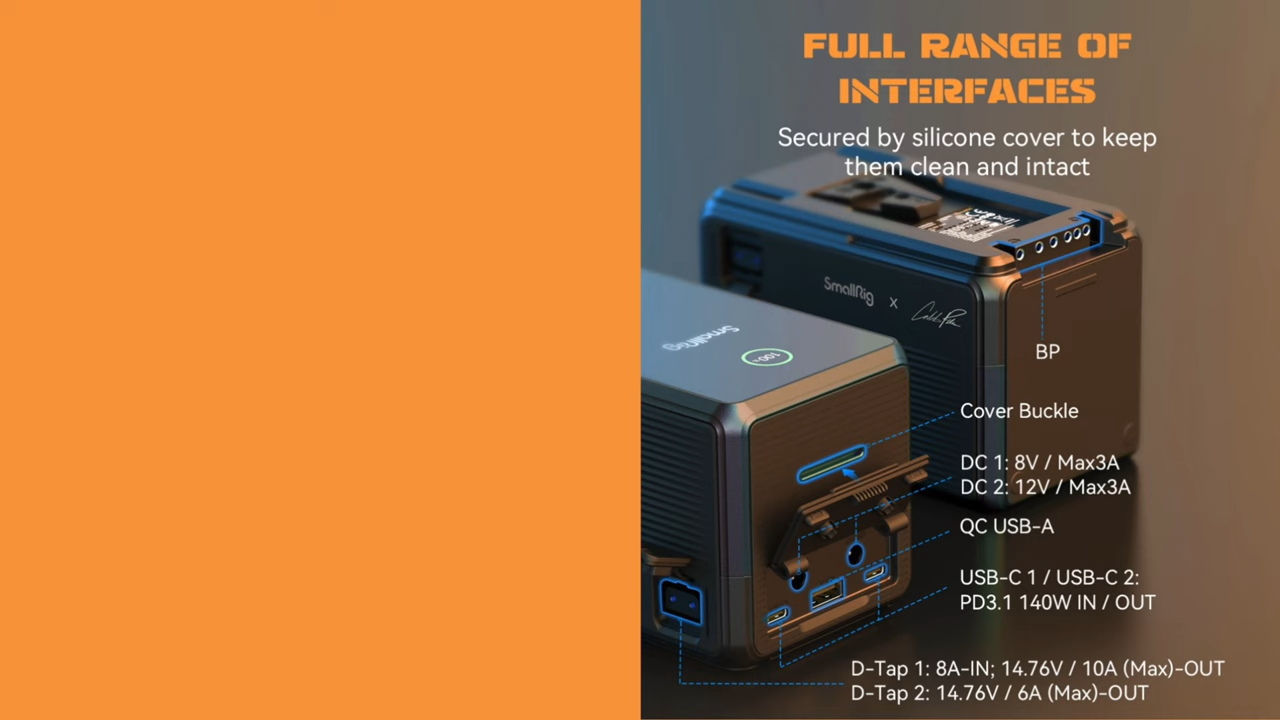 FULL RANGE OF
INTERFACES
Secured by silicone cover to keep
them clean and intact
SmallRig x
BP
SmallRig
100%
Cover Buckle
DC 1: 8V / Max3A
DC 2: 12V / Max3A
QC USB-A
USB-C 1 / USB-C 2:
PD3.1 140W IN / OUT
D-Tap 1: 8A-IN; 14.76V / 10A (Max)-OUT
D-Tap 2: 14.76V / 6A (Max)-OUT